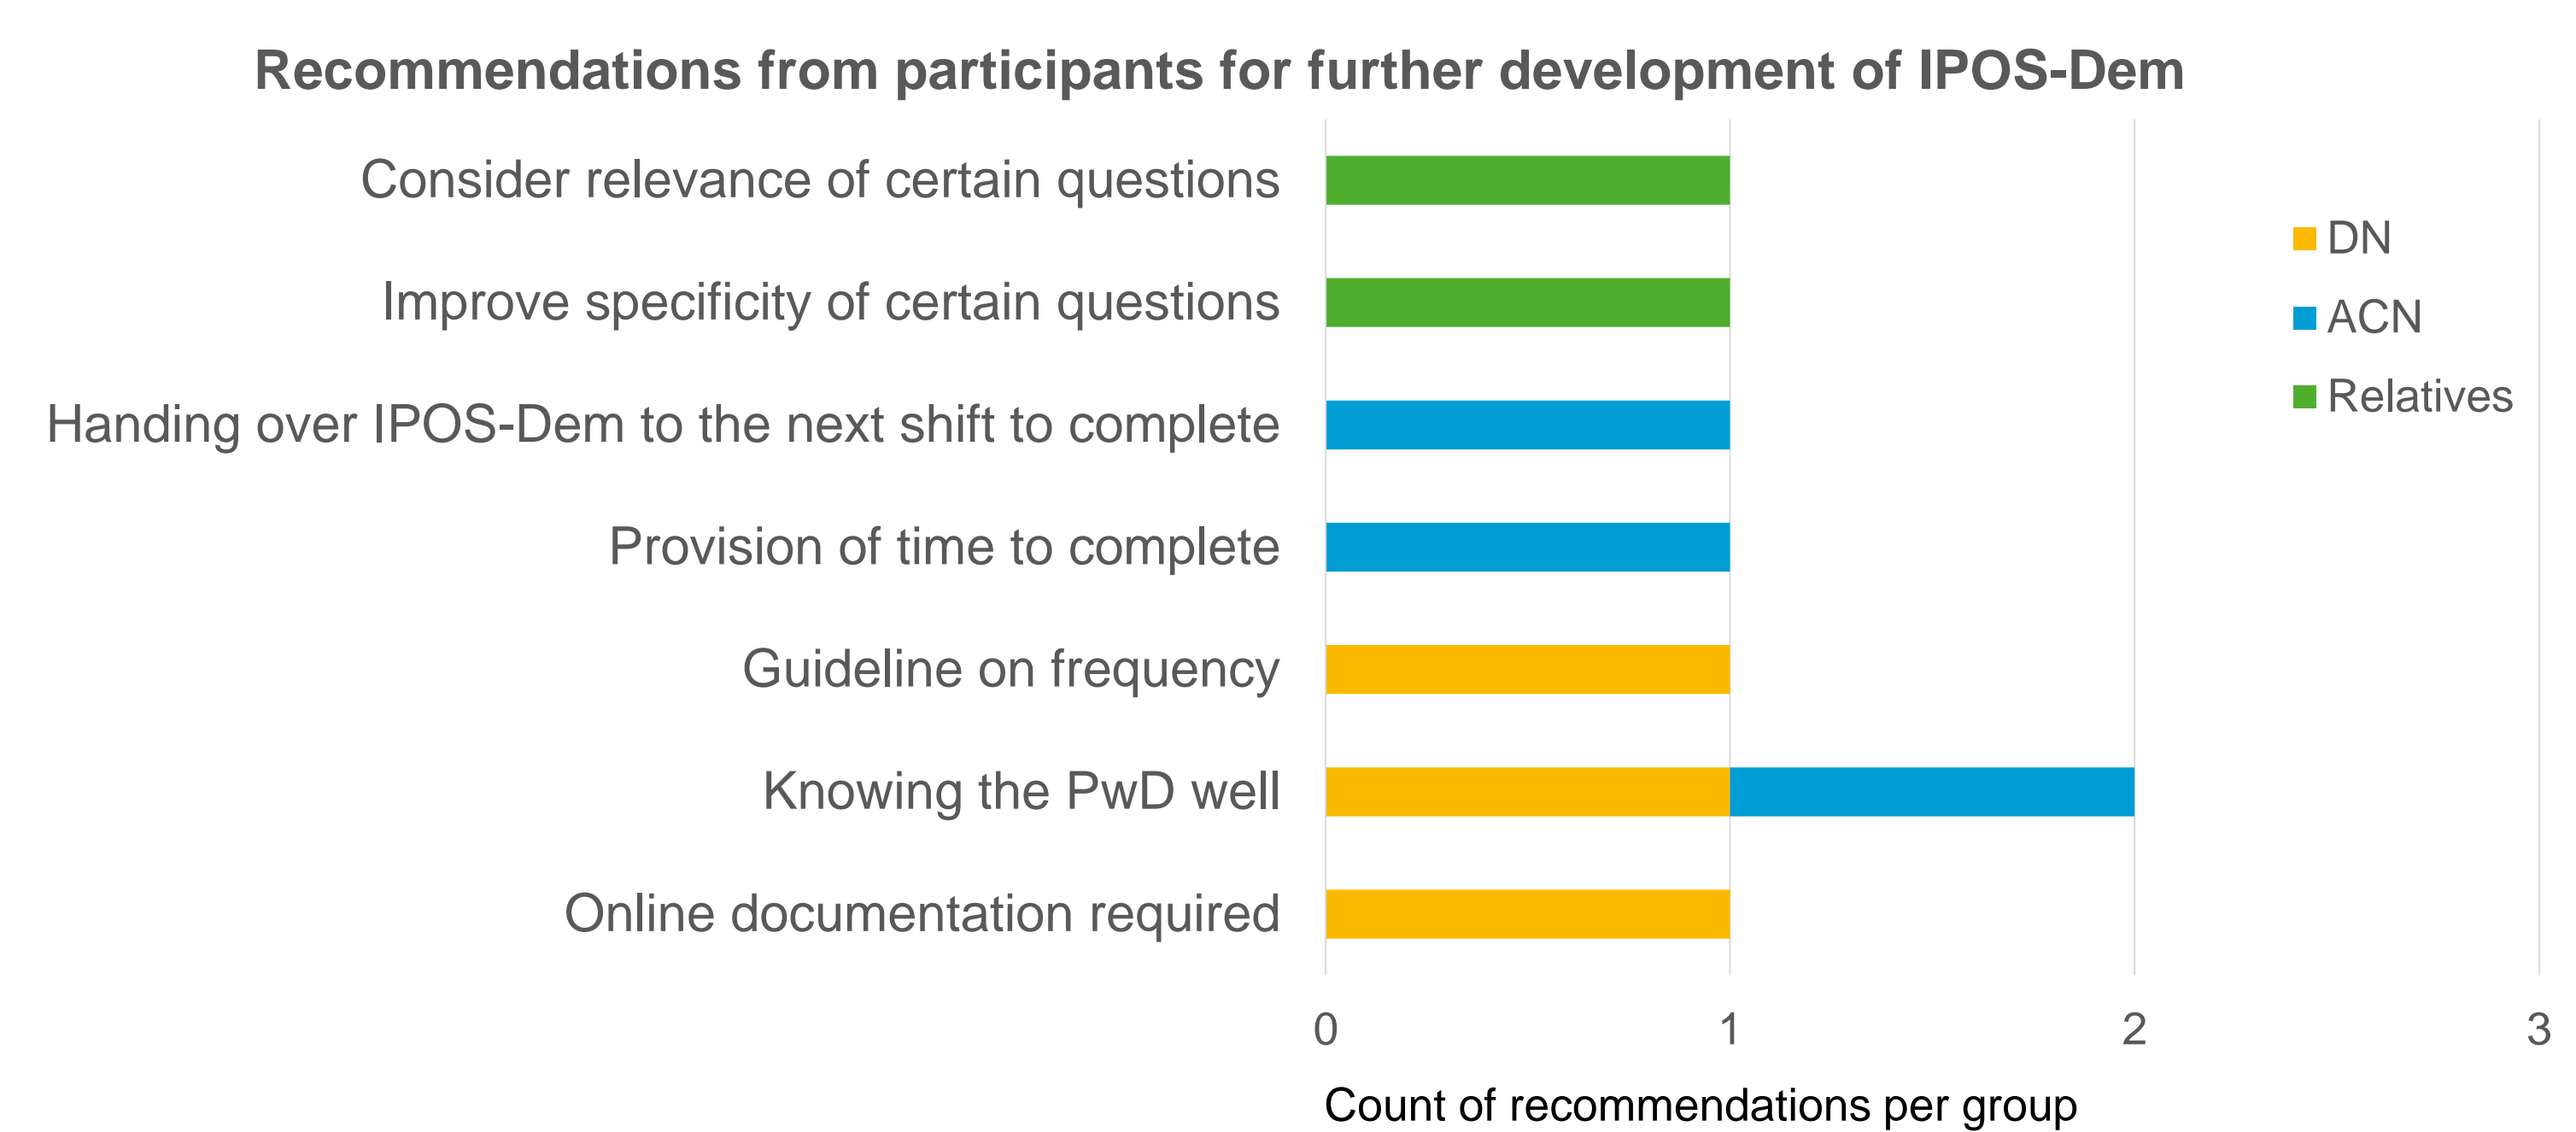 Recommendations from participants for further development of IPOS-Dem
Consider relevance of certain questions
Improve specificity of certain questions
Handing over IPOS-Dem to the next shift to complete
Provision of time to complete
Guideline on frequency
Knowing the PwD well
Online documentation required
DN
ACN
Relatives
0 1 2 3
Count of recommendations per group